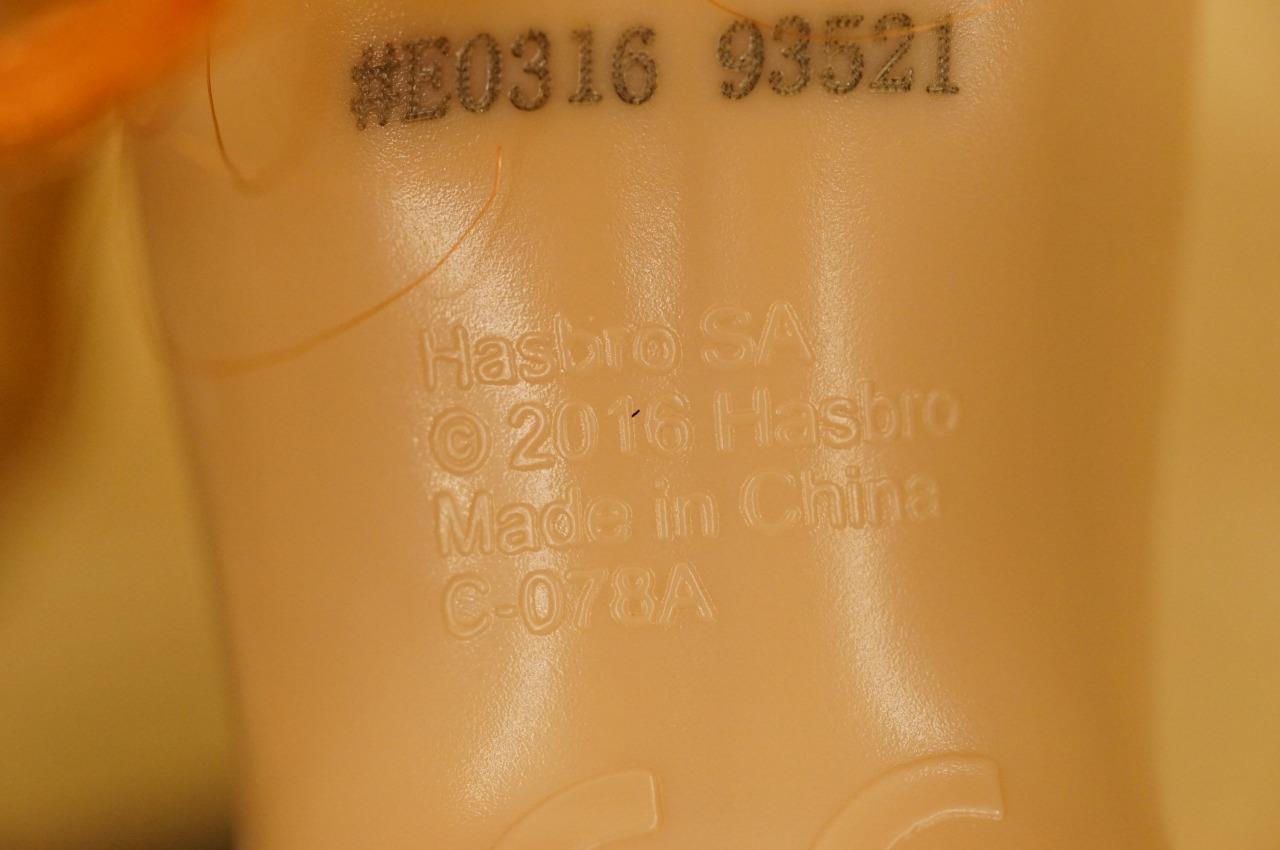 #E0316 93521
Hasbro SA
© 2016 Hasbro
Made in China
C-078A